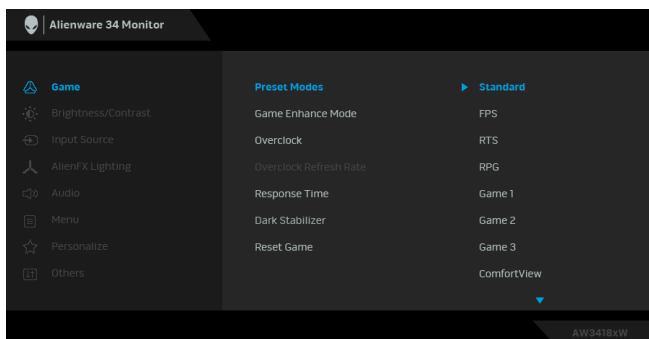 Alienware 34 Monitor
Game
Preset Modes
Standard
Brightness/Contrast
Game Enhance Mode
FPS
Input Source
Overclock
RTS
AlienFX Lighting
Overclock Refresh Rate
RPG
Audio
Response Time
Game 1
Menu
Dark Stabilizer
Game 2
Personalize
Reset Game
Game 3
Others
ComfortView
AW3418xW